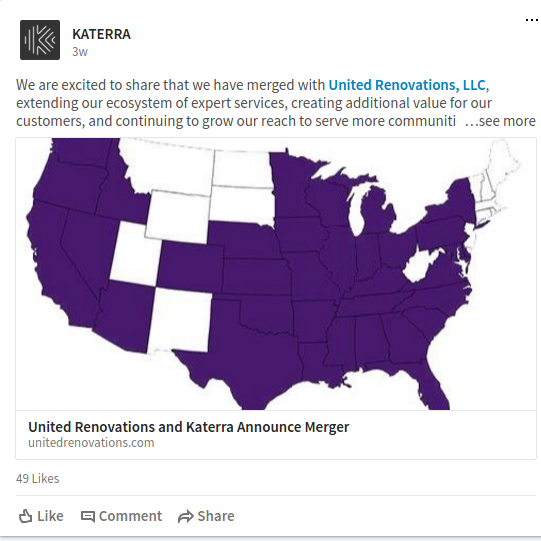 KATERRA
3w
We are excited to share that we have merged with United Renovations, LLC,
extending our ecosystem of expert services, creating additional value for our
customers, and continuing to grow our reach to serve more communiti …see more
United Renovations and Katerra Announce Merger
unitedrenovations.com
49 Likes
Like Comment Share